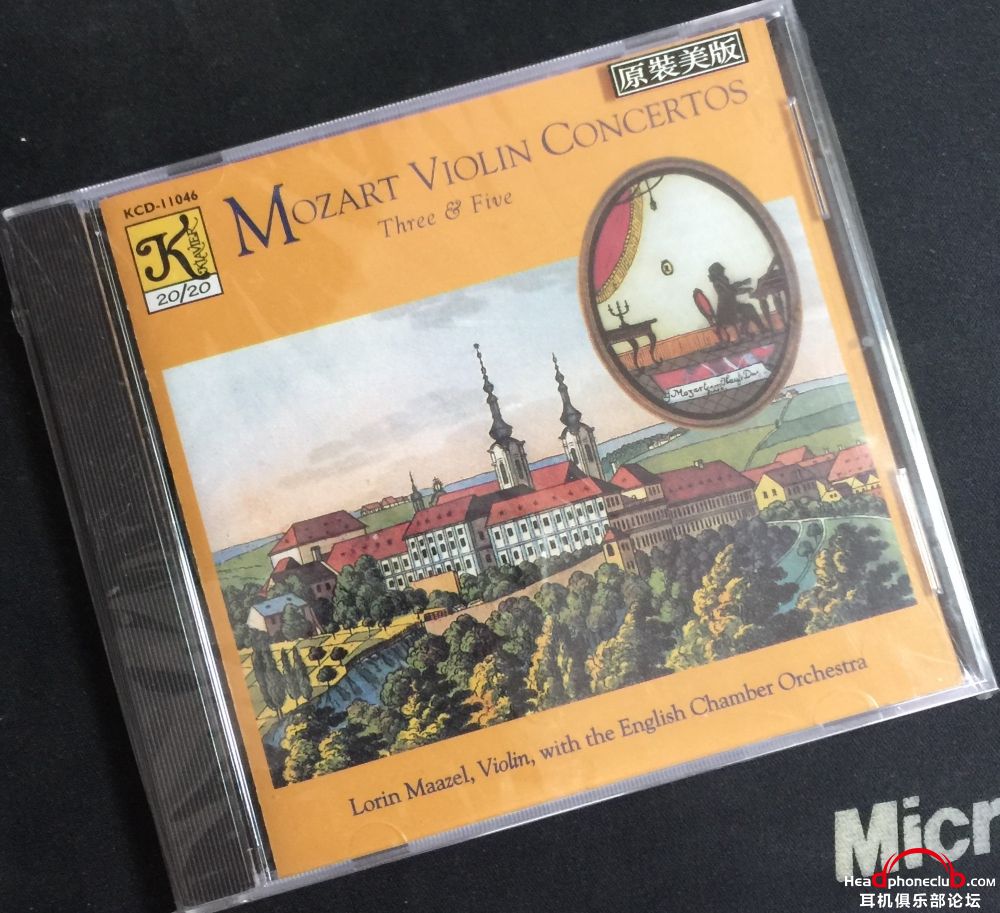 原裝美版
KCD-11046
MOZART VIOLIN CONCERTOS
Three & Five
K
KLAVIER
20/20
Lorin Maazel, Violin, with the English Chamber Orchestra
Micr
Headphoneclub.com
耳机俱乐部论坛